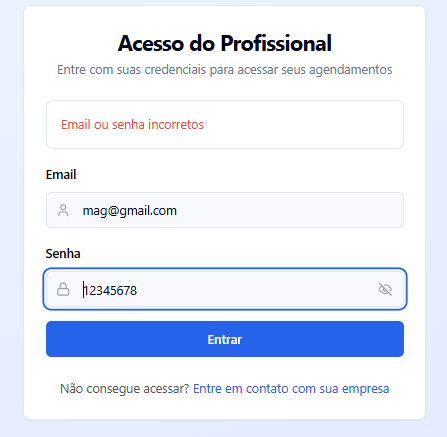 Acesso do Profissional
Entre com suas credenciais para acessar seus agendamentos
Email ou senha incorretos
Email
mag@gmail.com
Senha
12345678
Entrar
Não consegue acessar? Entre em contato com sua empresa